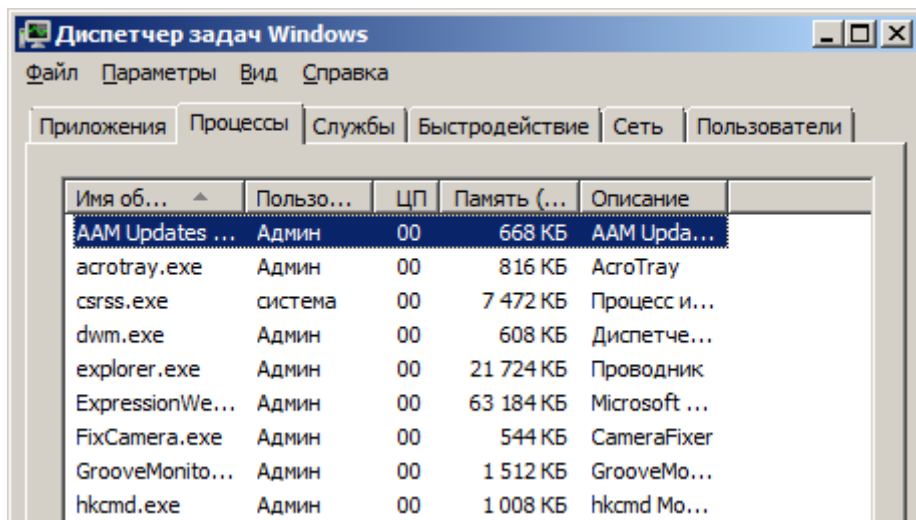 Диспетчер задач Windows
Файл Параметры Вид Справка
Приложения Процессы Службы Быстродействие Сеть Пользователи
Имя об... Пользо... ЦП Память (... Описание
AAM Updates ... Админ 00 668 КБ AAM Upda...
acrotray.exe Админ 00 816 КБ AcroTray
csrss.exe система 00 7 472 КБ Процесс и...
dwm.exe Админ 00 608 КБ Диспетче...
explorer.exe Админ 00 21 724 КБ Проводник
ExpressionWe... Админ 00 63 184 КБ Microsoft ...
FixCamera.exe Админ 00 544 КБ CameraFixer
GrooveMonito... Админ 00 1 512 КБ GrooveMo...
hkcmd.exe Админ 00 1 008 КБ hkcmd Mo...